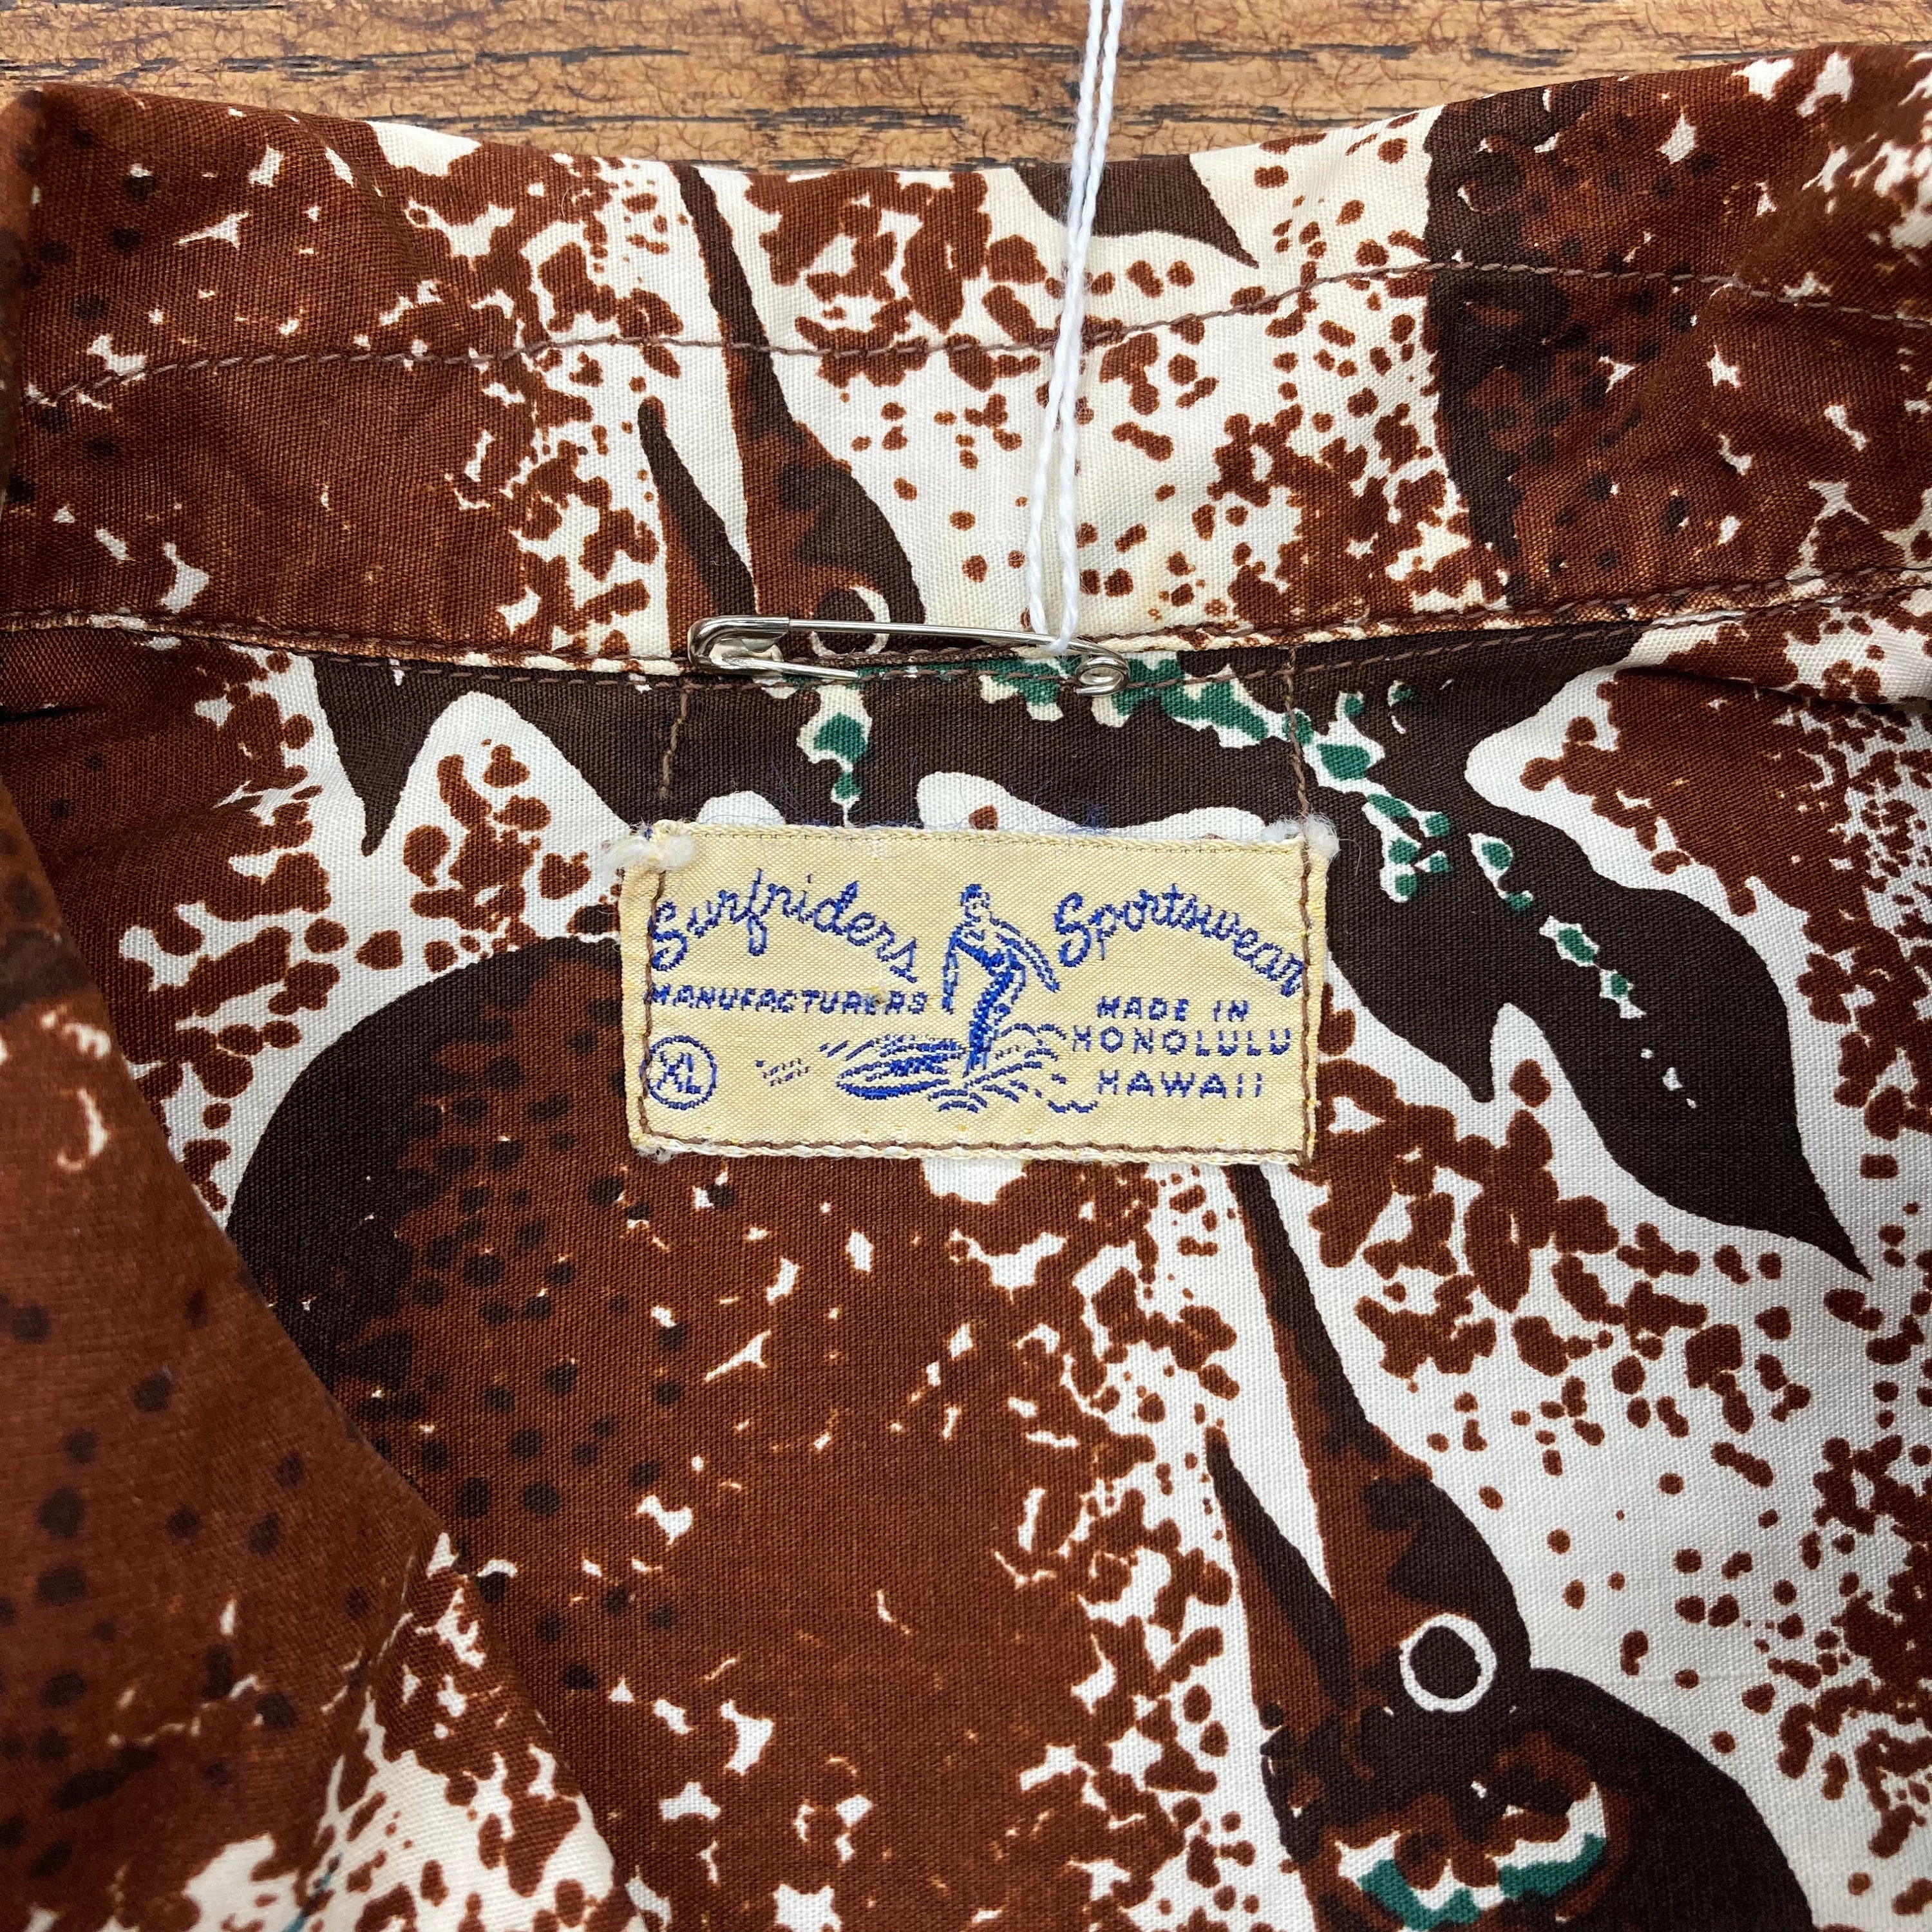 Surfriders Sportswear
MANUFACTURERS
MADE IN
HONOLULU
HAWAII
XL